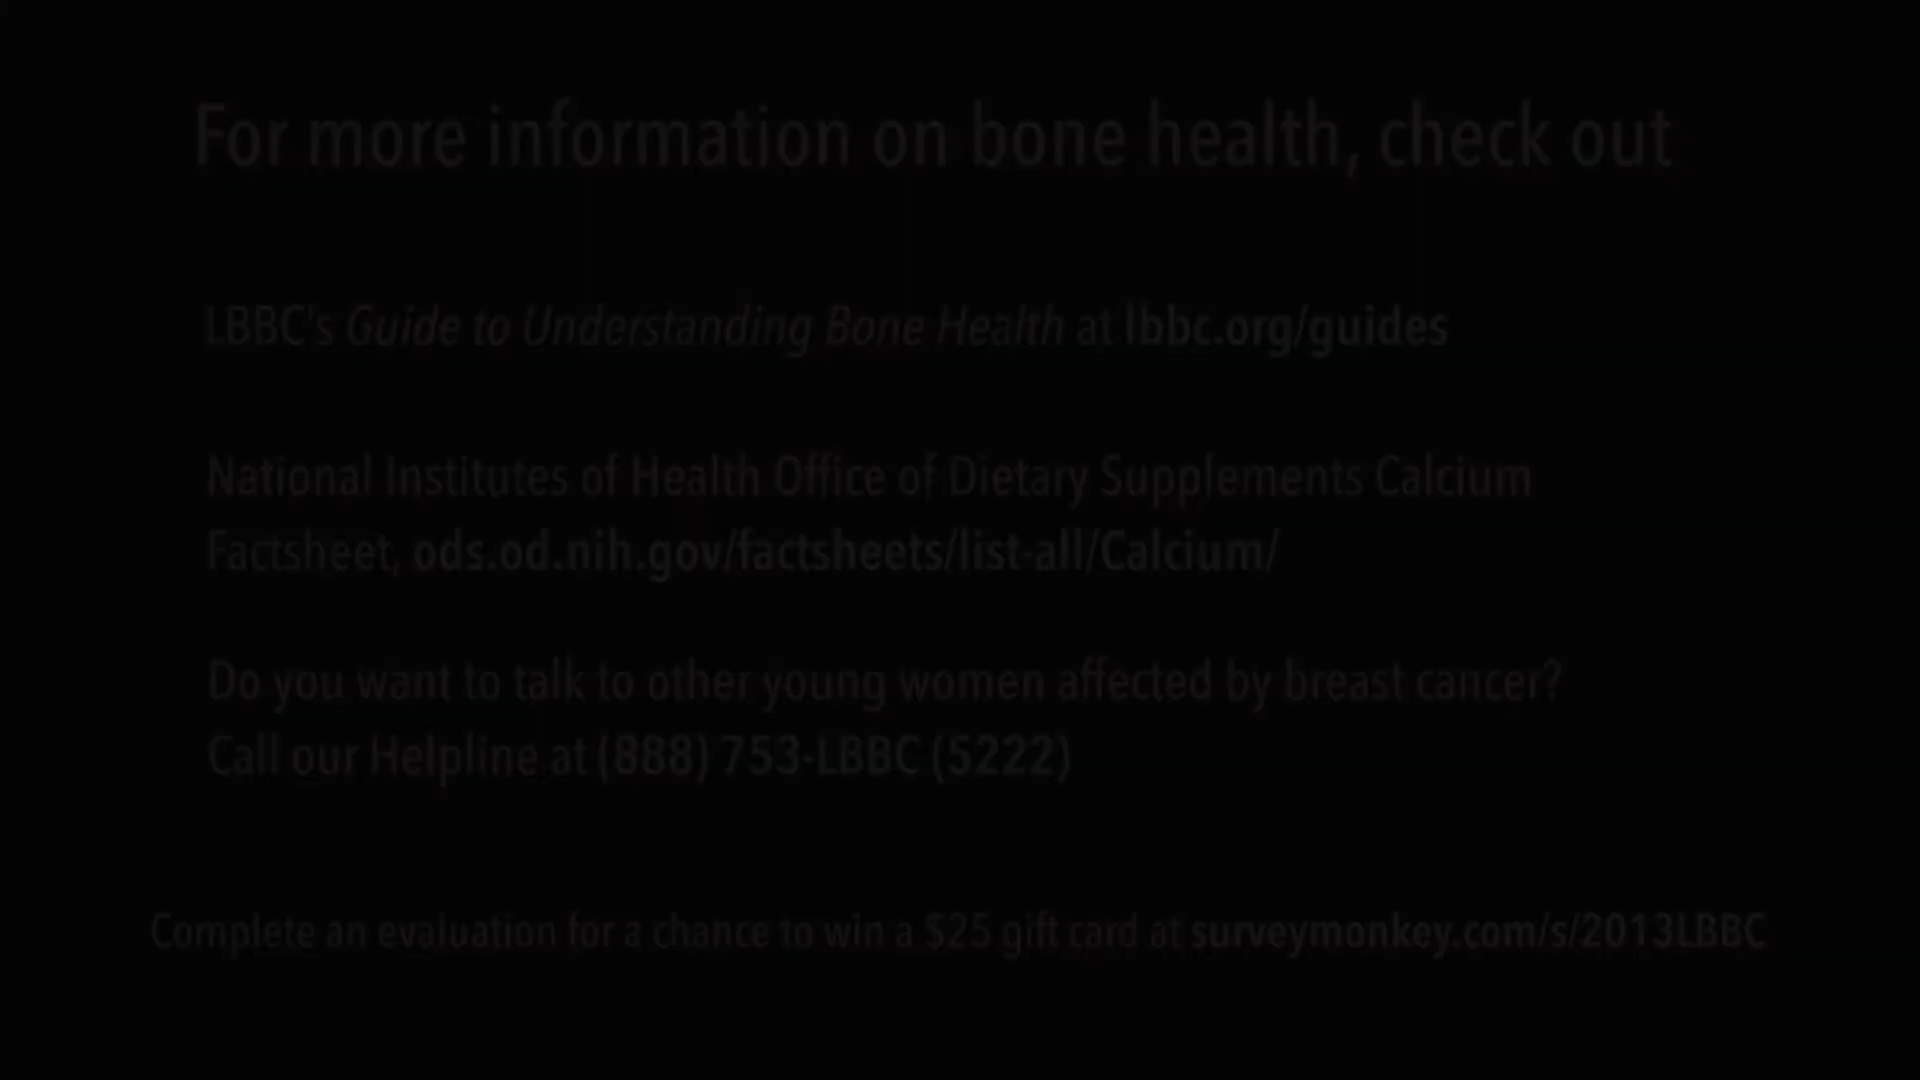 For more information on bone health, check out
LBBC's Guide to Understanding Bone Health at lbbc.org/guides
National Institutes of Health Office of Dietary Supplements Calcium
Factsheet, ods.od.nih.gov/factsheets/list-all/Calcium/
Do you want to talk to other young women affected by breast cancer?
Call our Helpline at (888) 753-LBBC (5222)
Complete an evaluation for a chance to win a $25 gift card at surveymonkey.com/s/2013LBBC